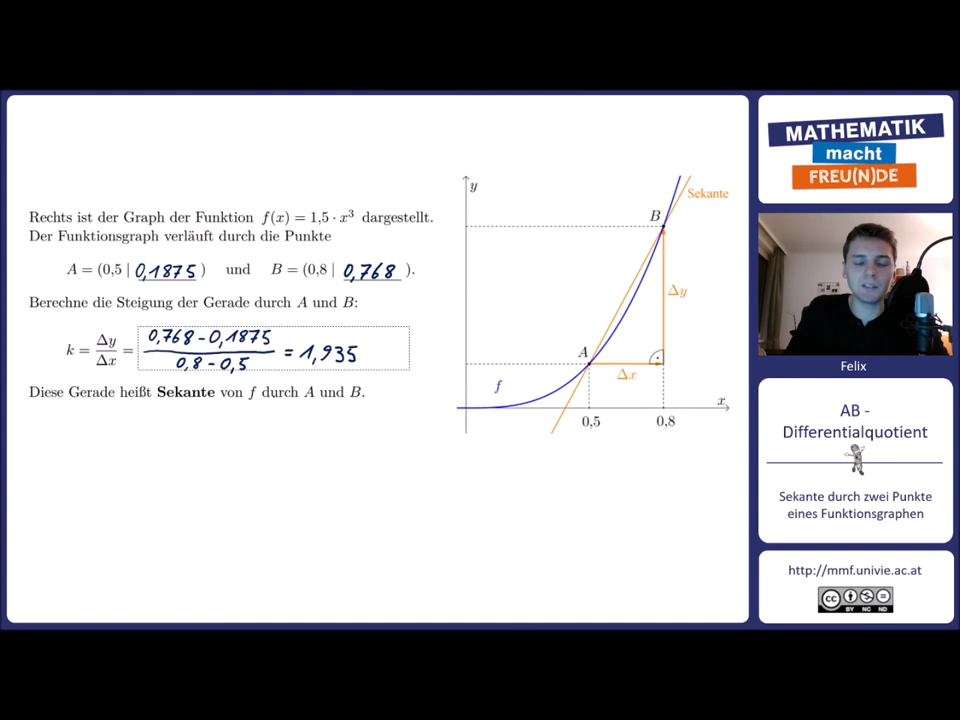 Rechts ist der Graph der Funktion f(x) = 1,5 · x³ dargestellt.
Der Funktionsgraph verläuft durch die Punkte
A = (0,5 | 0,1875 ) und B = (0,8 | 0,768 ).
Berechne die Steigung der Gerade durch A und B:
k = Δy/Δx = (0,768 - 0,1875)/(0,8 - 0,5) = 1,935
Diese Gerade heißt Sekante von f durch A und B.
y
Sekante
B
Δy
A
Δx
f
x
0,5 0,8
MATHEMATIK
macht
FREU(N)DE
Felix
AB -
Differentialquotient
Sekante durch zwei Punkte
eines Funktionsgraphen
http://mmf.univie.ac.at
cc
BY NC ND